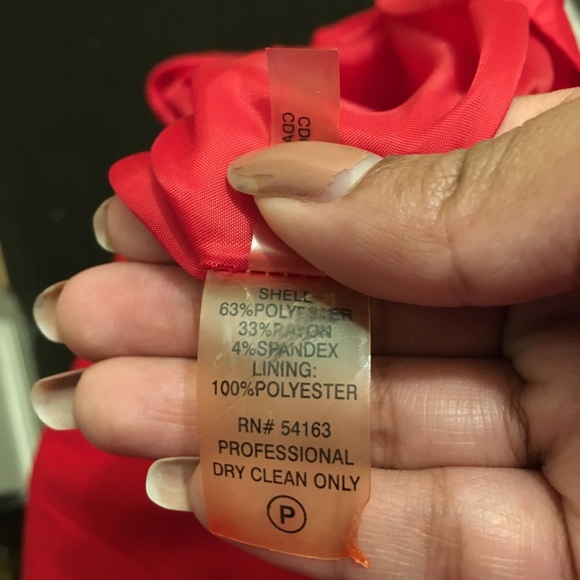 SHELL:
63%POLYESTER
33%RAYON
4%SPANDEX
LINING:
100%POLYESTER
RN# 54163
PROFESSIONAL
DRY CLEAN ONLY
P